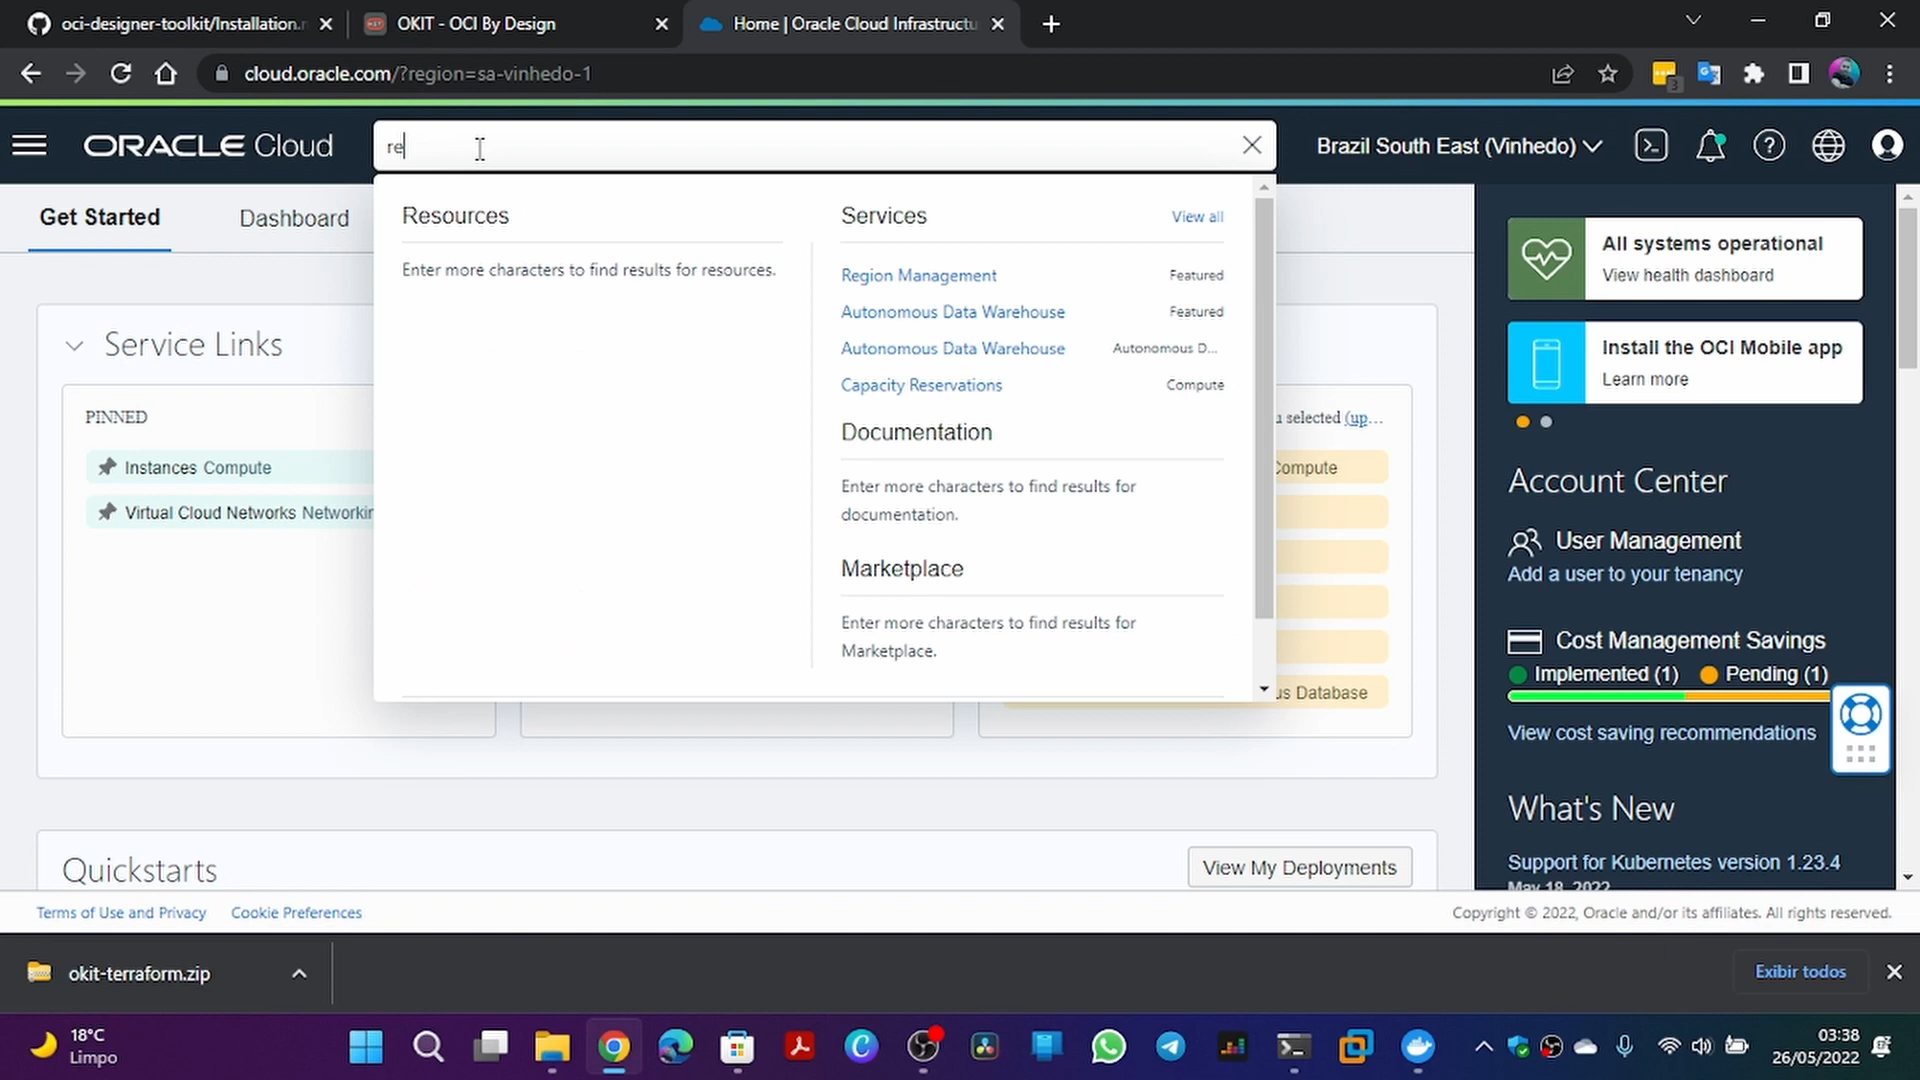 oci-designer-toolkit/Installation.
OKIT - OCI By Design
Home | Oracle Cloud Infrastructu
cloud.oracle.com/?region=sa-vinhedo-1
3
ORACLE Cloud
re
Brazil South East (Vinhedo)
Get Started
Dashboard
Resources
Enter more characters to find results for resources.
Services
View all
Region Management
Featured
Autonomous Data Warehouse
Featured
Autonomous Data Warehouse
Autonomous D...
Capacity Reservations
Compute
Documentation
Enter more characters to find results for
documentation.
Marketplace
Enter more characters to find results for
Marketplace.
Service Links
PINNED
Instances Compute
Virtual Cloud Networks Networkin
selected (up...
Compute
us Database
Quickstarts
View My Deployments
All systems operational
View health dashboard
Install the OCI Mobile app
Learn more
Account Center
User Management
Add a user to your tenancy
Cost Management Savings
Implemented (1)
Pending (1)
View cost saving recommendations
What's New
Support for Kubernetes version 1.23.4
May 18, 2022
Terms of Use and Privacy
Cookie Preferences
Copyright © 2022, Oracle and/or its affiliates. All rights reserved.
okit-terraform.zip
Exibir todos
18°C
Limpo
03:38
26/05/2022